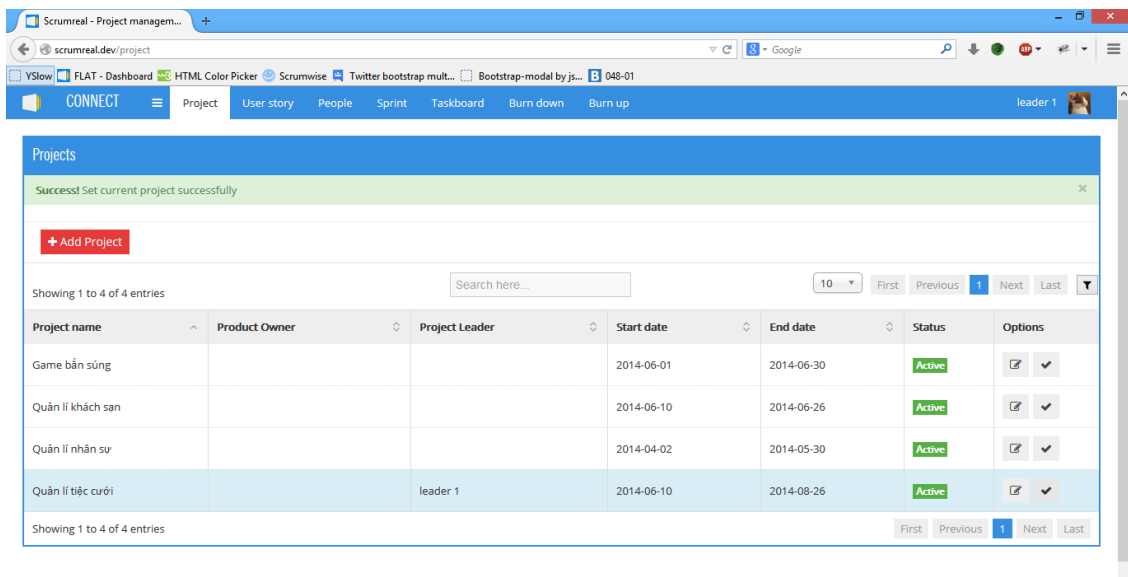 Scrumreal - Project managem...
scrumreal.dev/project
Google
YSlow FLAT - Dashboard HTML Color Picker Scrumwise Twitter bootstrap mult... Bootstrap-modal by js... B 048-01
CONNECT Project User story People Sprint Taskboard Burn down Burn up leader 1
Projects
Success! Set current project successfully
Add Project
Showing 1 to 4 of 4 entries Search here... 10 First Previous 1 Next Last
Project name Product Owner Project Leader Start date End date Status Options
Game bắn súng 2014-06-01 2014-06-30 Active
Quản lí khách sạn 2014-06-10 2014-06-26 Active
Quản lí nhân sự 2014-04-02 2014-05-30 Active
Quản lí tiệc cưới leader 1 2014-06-10 2014-08-26 Active
Showing 1 to 4 of 4 entries First Previous 1 Next Last